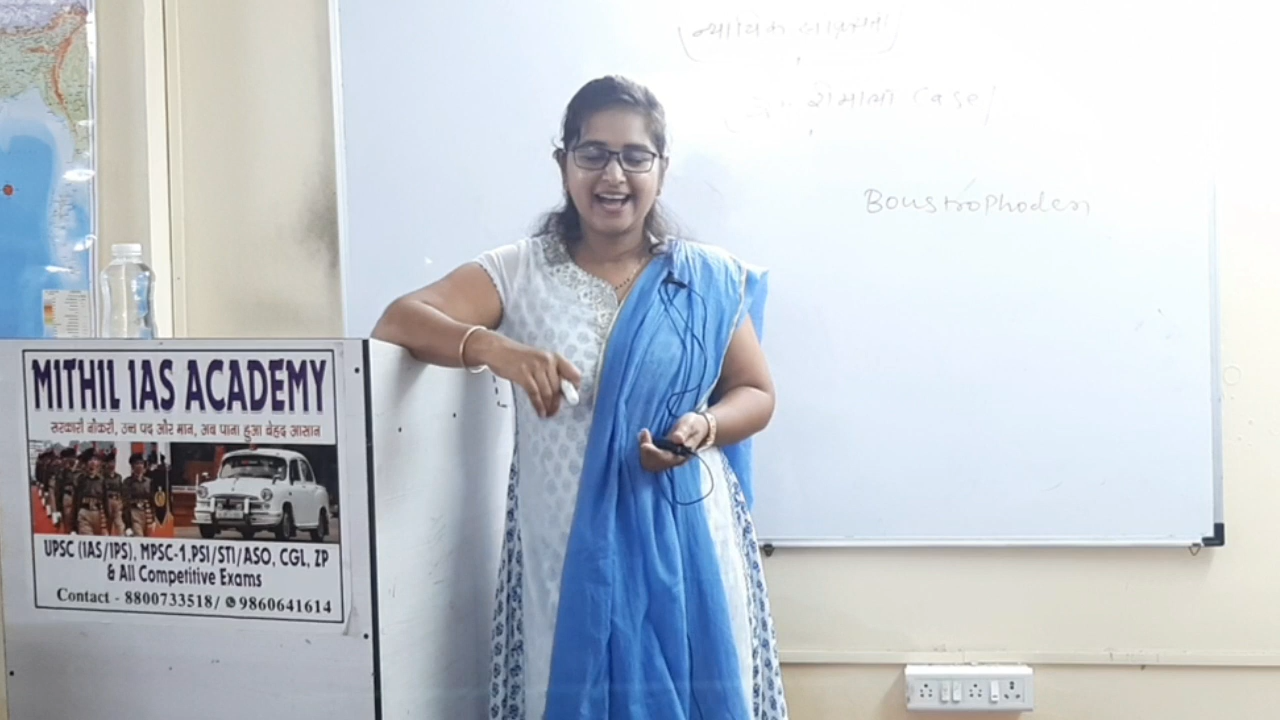 MITHIL IAS ACADEMY
सरकारी नौकरी, उच्च पद और मान, अब पाना हुआ बेहद आसान
UPSC (IAS/IPS), MPSC-1,PSI/STI/ASO, CGL, ZP
& All Competitive Exams
Contact - 8800733518/ 9860641614
न्यायिक
case/
Boustrophoden